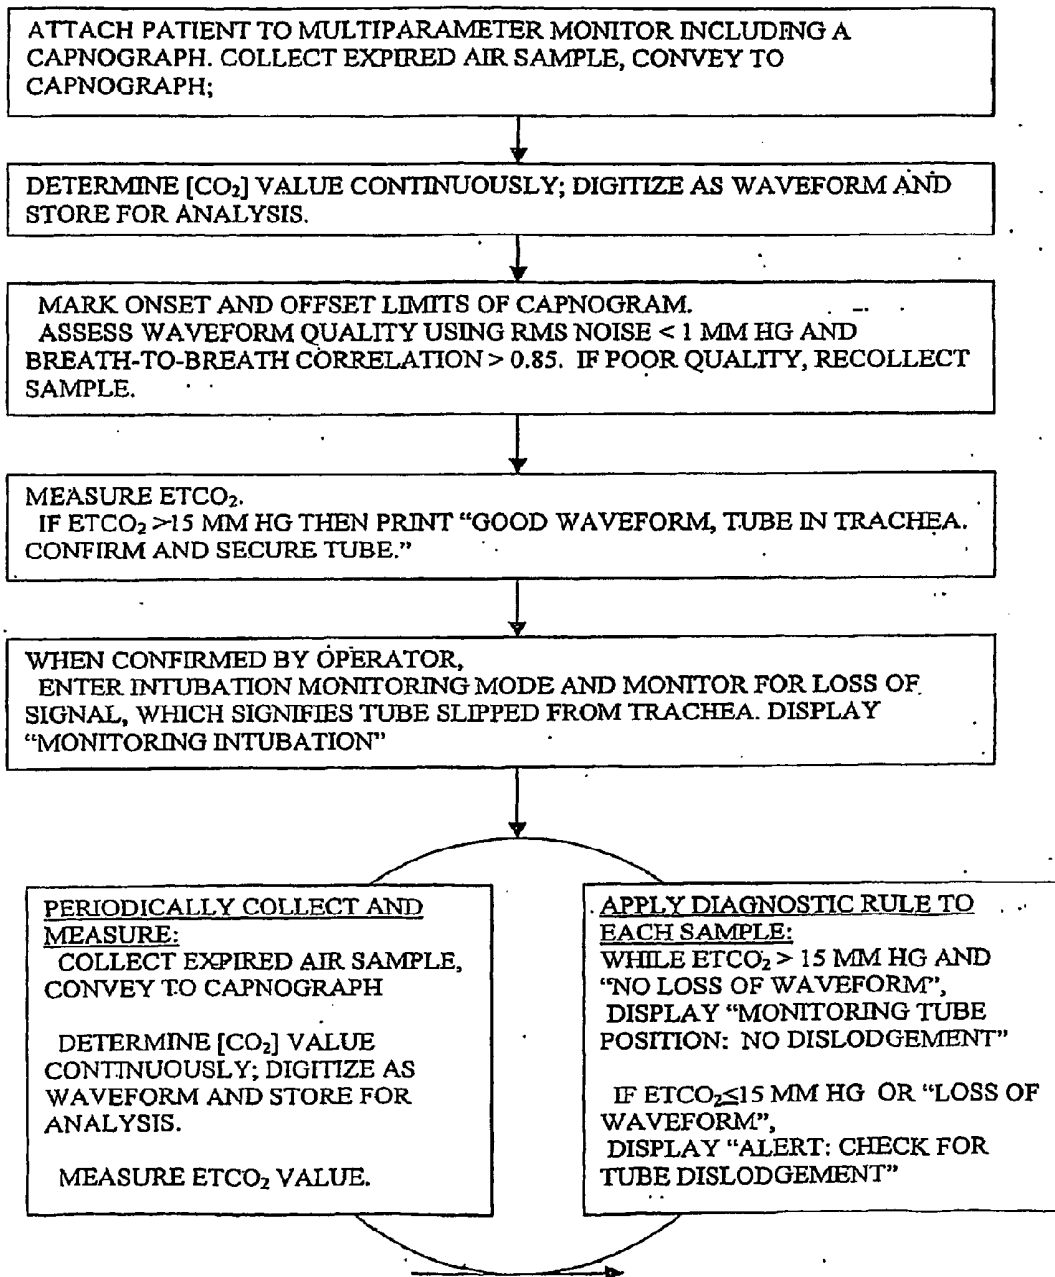 ATTACH PATIENT TO MULTIPARAMETER MONITOR INCLUDING A
CAPNOGRAPH. COLLECT EXPIRED AIR SAMPLE, CONVEY TO
CAPNOGRAPH;
DETERMINE [CO₂] VALUE CONTINUOUSLY; DIGITIZE AS WAVEFORM AND
STORE FOR ANALYSIS.
MARK ONSET AND OFFSET LIMITS OF CAPNOGRAM.
ASSESS WAVEFORM QUALITY USING RMS NOISE < 1 MM HG AND
BREATH-TO-BREATH CORRELATION > 0.85. IF POOR QUALITY, RECOLLECT
SAMPLE.
MEASURE ETCO₂.
IF ETCO₂ >15 MM HG THEN PRINT “GOOD WAVEFORM, TUBE IN TRACHEA.
CONFIRM AND SECURE TUBE.”
WHEN CONFIRMED BY OPERATOR,
ENTER INTUBATION MONITORING MODE AND MONITOR FOR LOSS OF
SIGNAL, WHICH SIGNIFIES TUBE SLIPPED FROM TRACHEA. DISPLAY
“MONITORING INTUBATION”
PERIODICALLY COLLECT AND
MEASURE:
COLLECT EXPIRED AIR SAMPLE,
CONVEY TO CAPNOGRAPH
DETERMINE [CO₂] VALUE
CONTINUOUSLY; DIGITIZE AS
WAVEFORM AND STORE FOR
ANALYSIS.
MEASURE ETCO₂ VALUE.
APPLY DIAGNOSTIC RULE TO
EACH SAMPLE:
WHILE ETCO₂ > 15 MM HG AND
“NO LOSS OF WAVEFORM”,
DISPLAY “MONITORING TUBE
POSITION: NO DISLODGEMENT”
IF ETCO₂≤15 MM HG OR “LOSS OF
WAVEFORM”,
DISPLAY “ALERT: CHECK FOR
TUBE DISLODGEMENT”